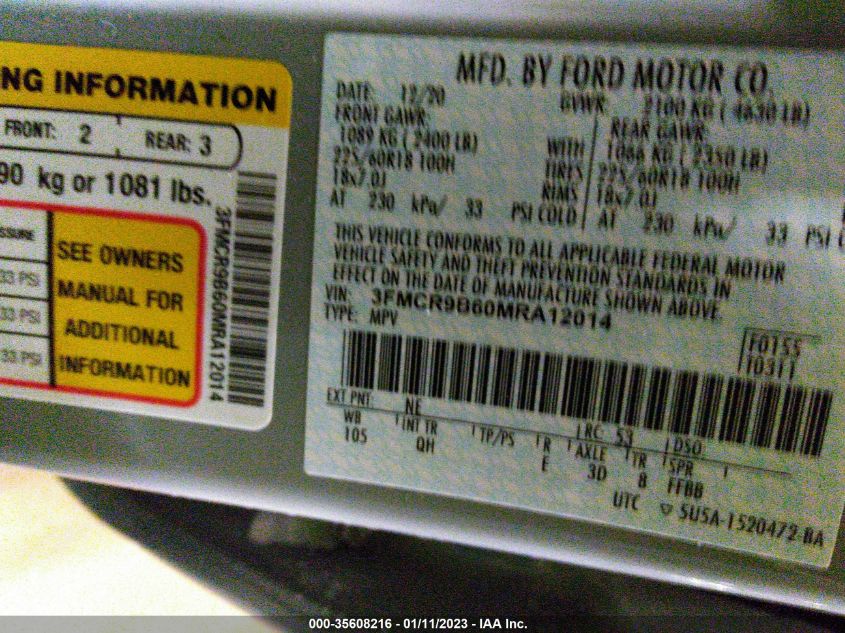 NG INFORMATION
FRONT: 2 REAR: 3
90 kg or 1081 lbs.
SSURE
33 PSI
33 PSI
33 PSI
SEE OWNERS
MANUAL FOR
ADDITIONAL
INFORMATION
3FMCR9B60MRA12014
MFD. BY FORD MOTOR CO.
DATE: 12/20 GVWR: 2100 KG ( 4630 LB)
FRONT GAWR: REAR GAWR:
1089 KG (2400 LB) WITH 1066 KG (2350 LB)
225/60R18 100H TIRES 225/60R18 100H
18x7.0J RIMS 18x7.0J
AT 230 kPa/ 33 PSI COLD AT 230 kPa/ 33 PSI
THIS VEHICLE CONFORMS TO ALL APPLICABLE FEDERAL MOTOR
VEHICLE SAFETY AND THEFT PREVENTION STANDARDS IN
EFFECT ON THE DATE OF MANUFACTURE SHOWN ABOVE.
VIN: 3FMCR9B60MRA12014
TYPE: MPV
F0155
T0311
EXT PNT: NE RC: 53 DSO:
WB INT TR TP/PS R AXLE TR SPR
105 QH E 3D 8 FFBB
UTC ▽ 5U5A-1520472-BA
000-35608216 - 01/11/2023 - IAA Inc.